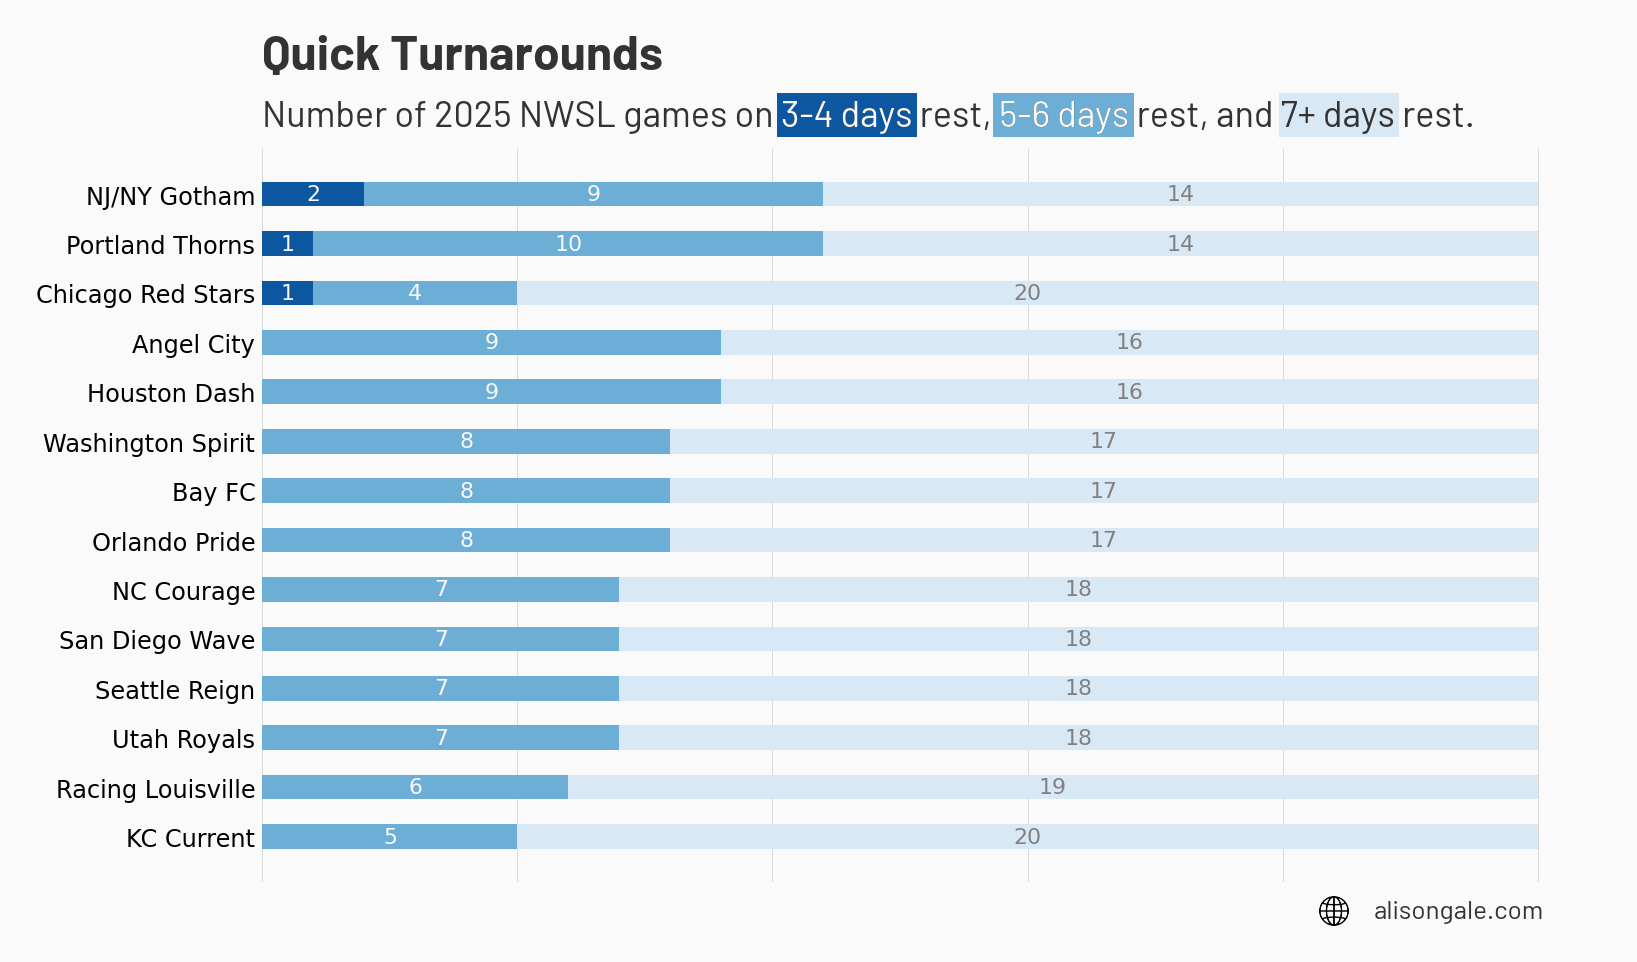 Quick Turnarounds
Number of 2025 NWSL games on 3-4 days rest, 5-6 days rest, and 7+ days rest.
NJ/NY Gotham 2 9 14
Portland Thorns 1 10 14
Chicago Red Stars 1 4 20
Angel City 9 16
Houston Dash 9 16
Washington Spirit 8 17
Bay FC 8 17
Orlando Pride 8 17
NC Courage 7 18
San Diego Wave 7 18
Seattle Reign 7 18
Utah Royals 7 18
Racing Louisville 6 19
KC Current 5 20
alisongale.com